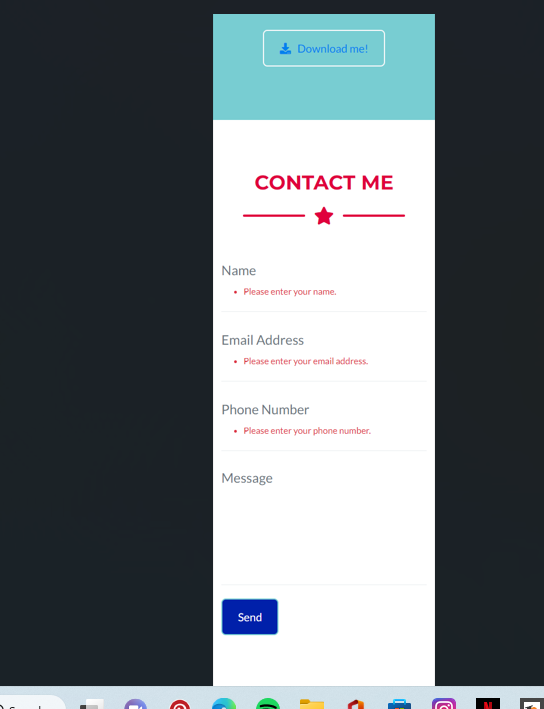 Download me!
CONTACT ME
Name
Please enter your name.
Email Address
Please enter your email address.
Phone Number
Please enter your phone number.
Message
Send